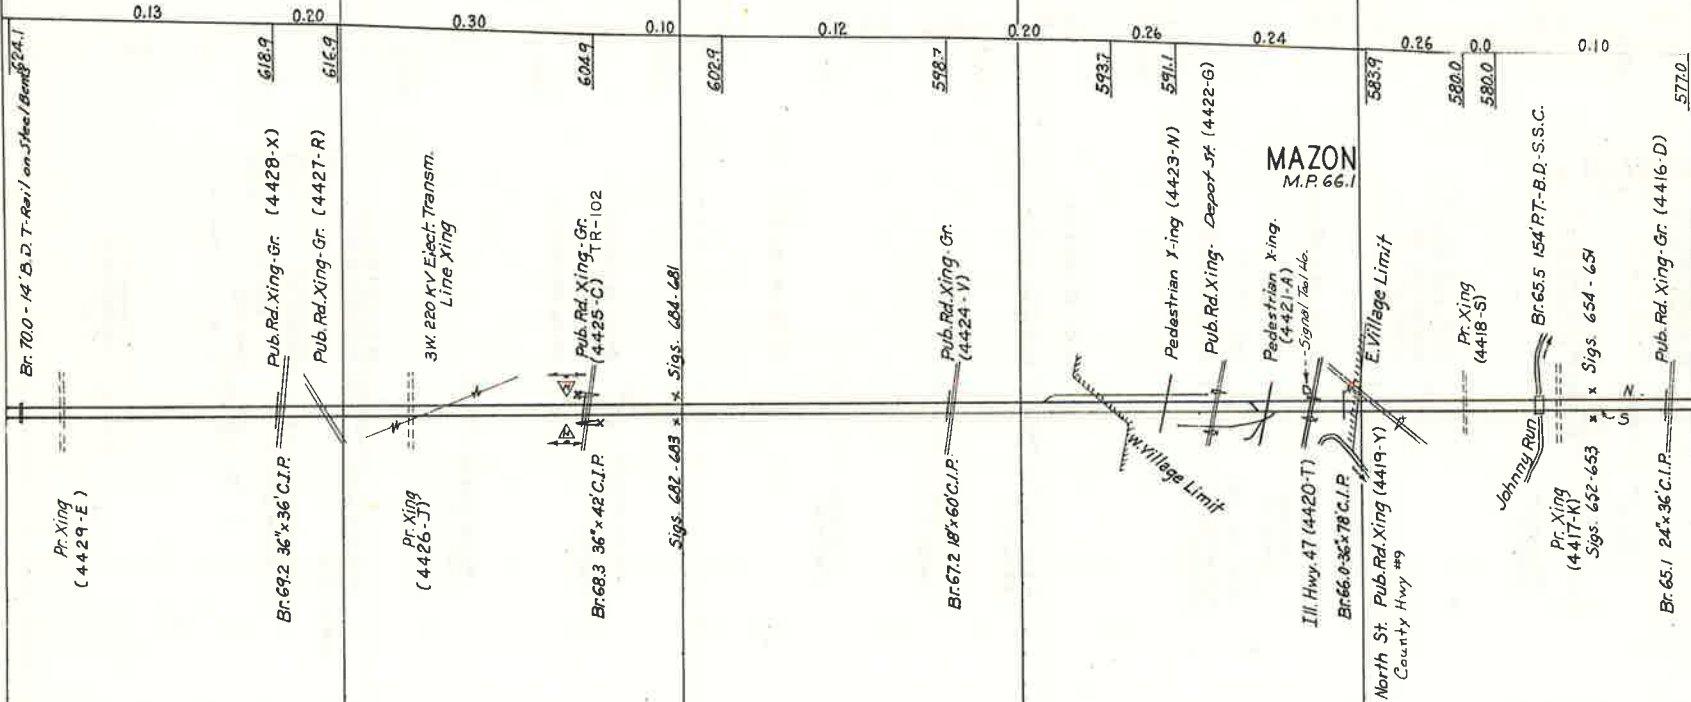 0.13
0.20
0.30
0.10
0.12
0.20
0.26
0.24
0.26
0.0
0.10
624.1
618.9
616.9
604.9
602.9
598.7
593.7
591.1
583.9
580.0
580.0
577.0
Br. 70.0 - 14' B.D. T-Rail on Steel Bents
Pr. Xing
(4429-E)
Pub. Rd. Xing-Gr. (4428-X)
Br. 69.2 36"x36' C.I.P.
Pub. Rd. Xing-Gr. (4427-R)
Pr. Xing
(4426-J)
3W. 220 KV Elect. Transm.
Line Xing
Pub. Rd. Xing-Gr.
TR-102
(4425-C)
Br. 68.3 36"x42' C.I.P.
Sigs. 684-681
Sigs. 682-683
Pub. Rd. Xing-Gr.
(4424-Y)
Br. 67.2 18"x60' C.I.P.
W. Village Limit
Pedestrian X-ing (4423-N)
Pub. Rd. Xing- Depot St. (4422-G)
MAZON
M.P. 66.1
Pedestrian X-ing.
(4421-A)
Signal Tool Ho.
Ill. Hwy. 47 (4420-T)
Br. 66.0-36"x78' C.I.P.
E. Village Limit
North St. Pub. Rd. Xing (4419-Y)
County Hwy #9
Pr. Xing
(4418-S)
Johnny Run
Br. 65.5 154' P.T.-B.D.-S.S.C.
Pr. Xing
(4417-K)
Sigs. 654-651
Sigs. 652-653
N.
S
Pub. Rd. Xing-Gr. (4416-D)
Br. 65.1 24"x36' C.I.P.